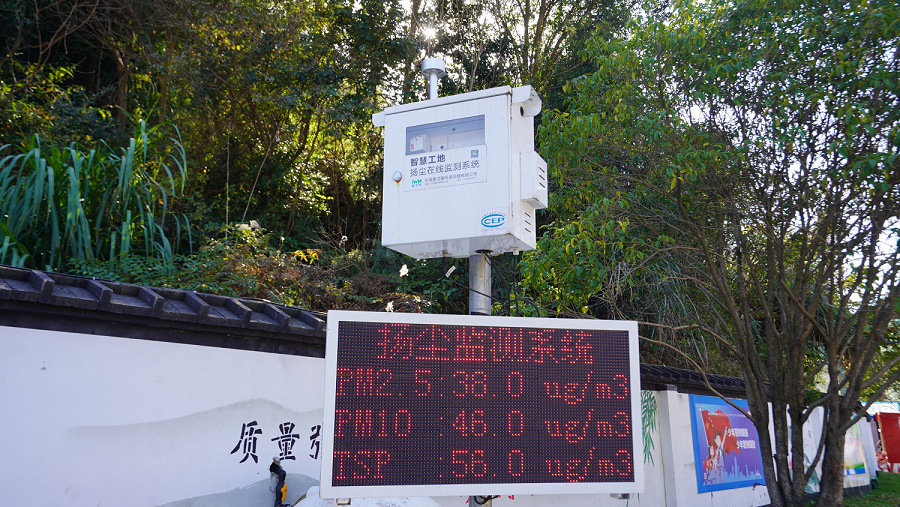 智慧工地
扬尘在线监测系统
CEP
扬尘监测系统
PM2.5:38.0 ug/m3
PM10 :46.0 ug/m3
TSP :56.0 ug/m3
质量强